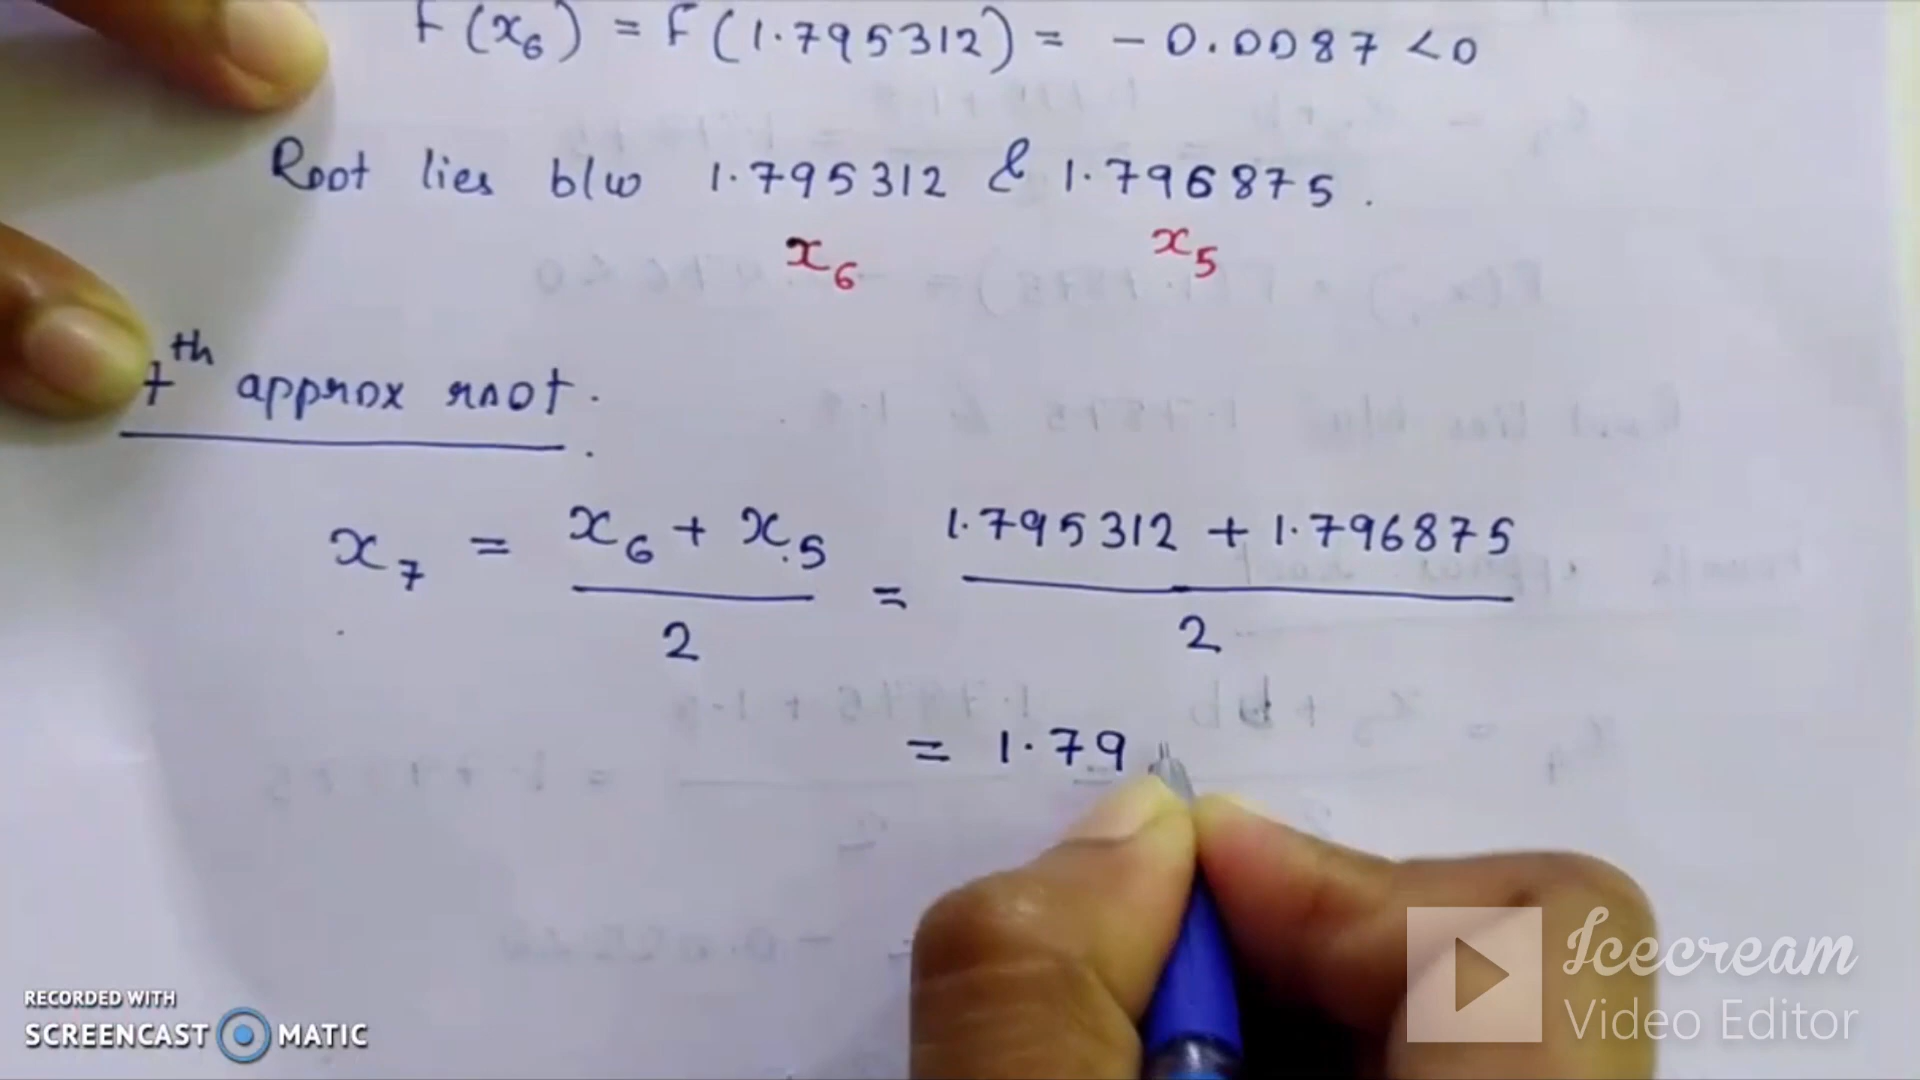 F(x₆) = F(1.795312) = -0.0087 < 0
Root lies b/w 1.795312 & 1.796875.
x₆ x₅
7th approx root.
x₇ = (x₆ + x₅)/2 = (1.795312 + 1.796875)/2
= 1.79
RECORDED WITH
SCREENCAST MATIC
Icecream
Video Editor